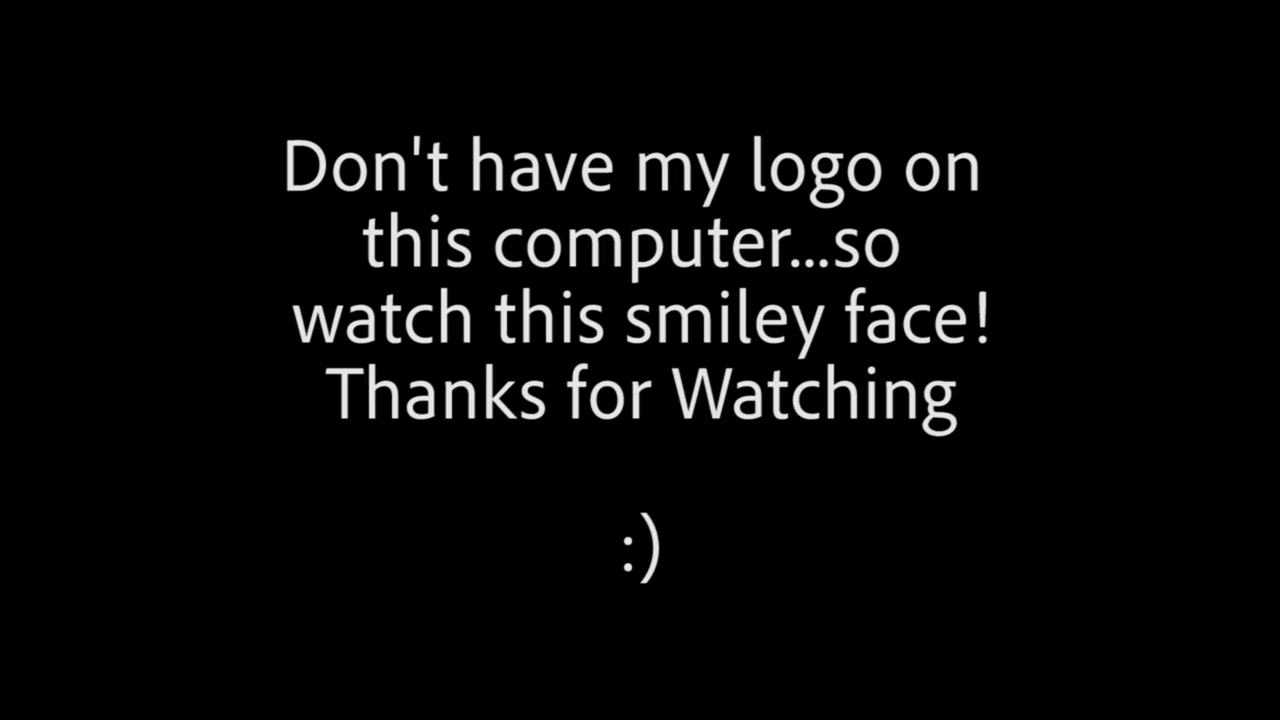 Don't have my logo on
this computer...so
watch this smiley face!
Thanks for Watching
:)